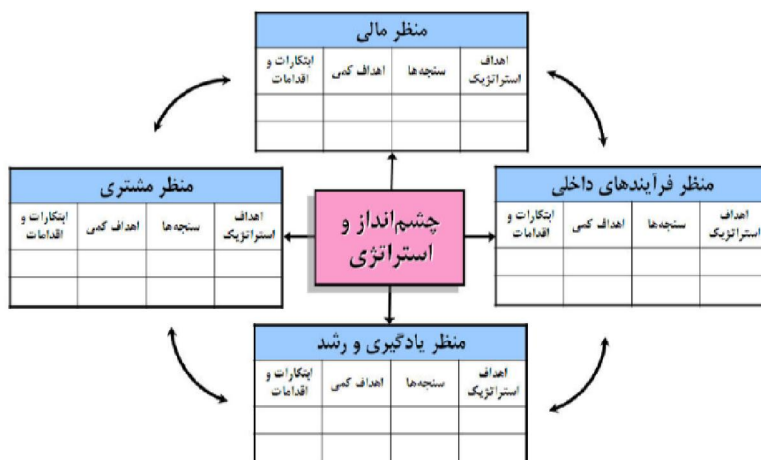 منظر مالی
اهداف استراتژیک
سنجه‌ها
اهداف کمی
ابتکارات و اقدامات
منظر فرآیندهای داخلی
اهداف استراتژیک
سنجه‌ها
اهداف کمی
ابتکارات و اقدامات
چشم‌انداز و
استراتژی
منظر مشتری
اهداف استراتژیک
سنجه‌ها
اهداف کمی
ابتکارات و اقدامات
منظر یادگیری و رشد
اهداف استراتژیک
سنجه‌ها
اهداف کمی
ابتکارات و اقدامات